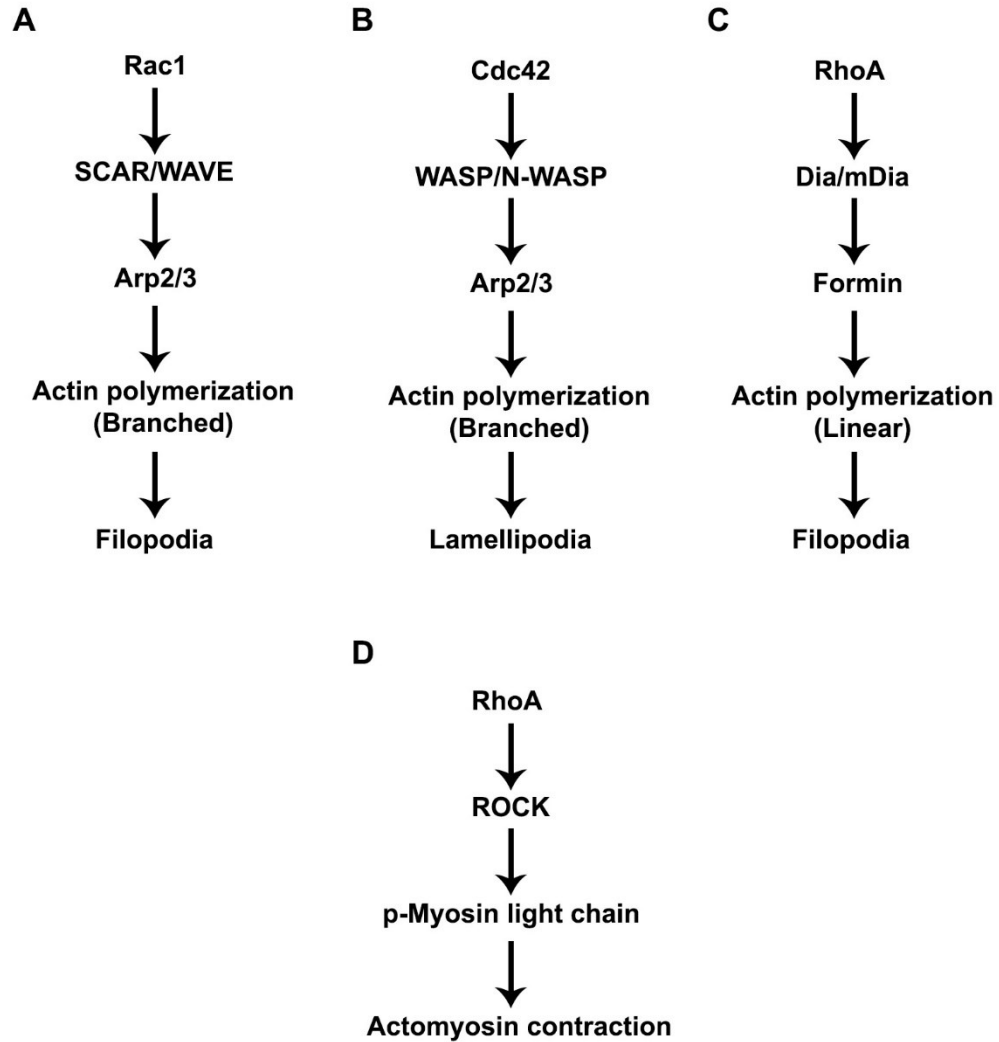 A
Rac1
SCAR/WAVE
Arp2/3
Actin polymerization
(Branched)
Filopodia
B
Cdc42
WASP/N-WASP
Arp2/3
Actin polymerization
(Branched)
Lamellipodia
C
RhoA
Dia/mDia
Formin
Actin polymerization
(Linear)
Filopodia
D
RhoA
ROCK
p-Myosin light chain
Actomyosin contraction